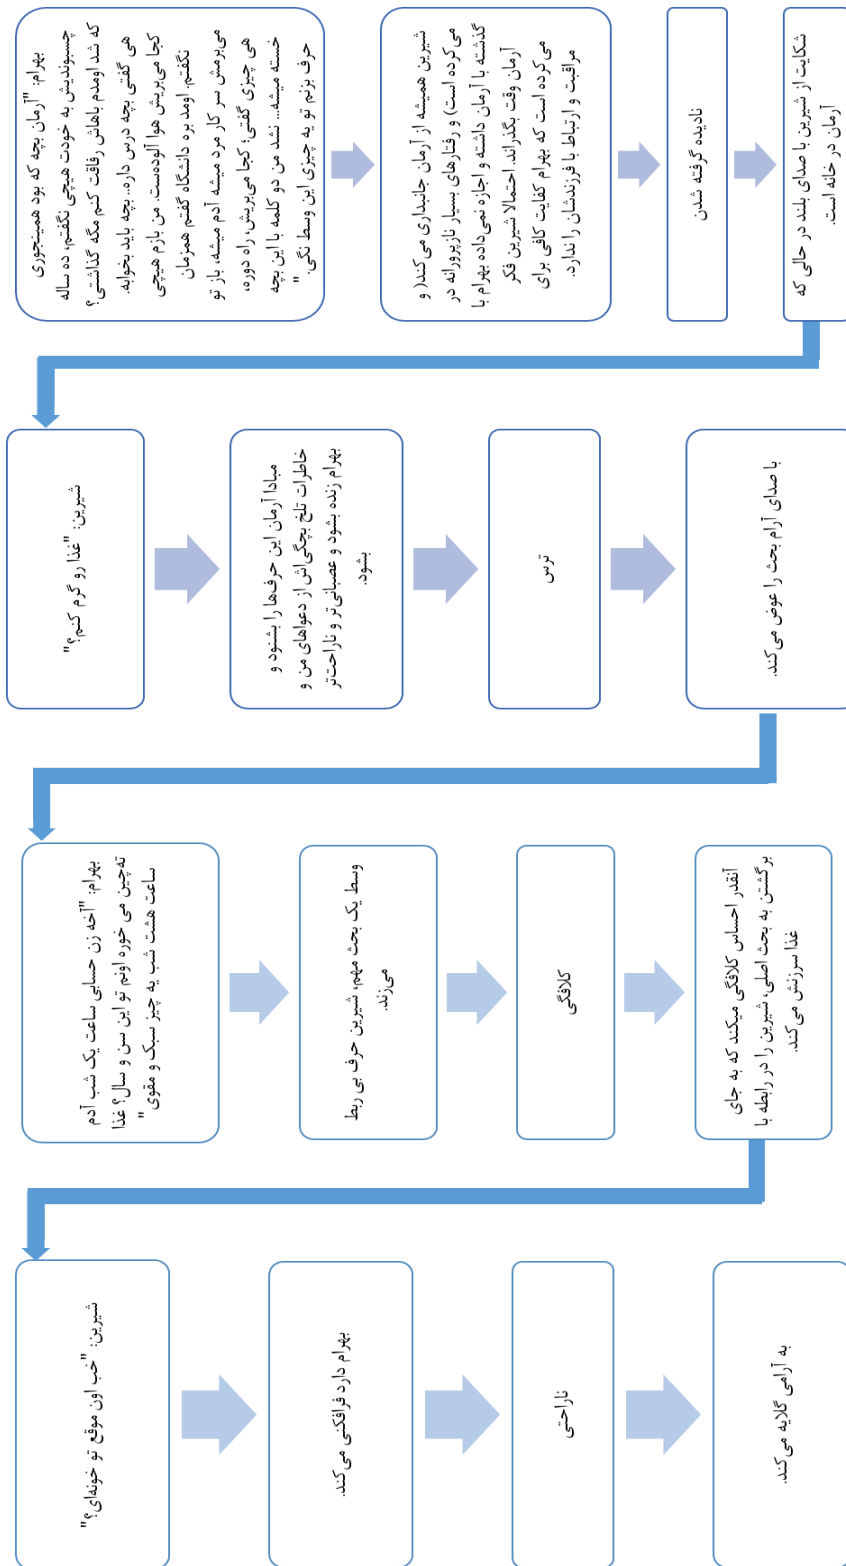 بهرام: "آرمان بچه که بود همینجوری
چسبوندیش به خودت هیچی نگفتم، ده ساله
که شد اومدم باهاش رفاقت کنم مگه گذاشتی؟
هی گفتی بچه درس داره... بچه باید بخوابه.
کجا می‌بریش هوا آلوده‌ست. من بازم هیچی
نگفتم. اومد بره دانشگاه گفتم همزمان
می‌برمش سر کار مرد میشه، آدم میشه، باز تو
هی چیزی گفتی؛ کجا می‌بریش، راه دوره،
خسته میشه... نشد من دو کلمه با این بچه
حرف بزنم تو یه چیزی این وسط نگی.
"
شیرین همیشه از آرمان جانبداری می‌کند( و
می‌کرده است) و رفتارهای بسیار نازپرورانه در
گذشته با آرمان داشته و اجازه نمی‌داده بهرام با
آرمان وقت بگذراند. احتمالا شیرین فکر
می‌کرده است که بهرام کفایت کافی برای
مراقبت و ارتباط با فرزندشان را ندارد.
نادیده گرفته شدن
شکایت از شیرین با صدای بلند در حالی که
آرمان در خانه است.
شیرین: "غذا رو گرم کنم؟"
مبادا آرمان این حرف‌ها را بشنود و
خاطرات تلخ بچگی‌اش از دعواهای من و
بهرام زنده بشود و عصبانی‌تر و ناراحت‌تر
بشود.
ترس
با صدای آرام بحث را عوض می‌کند.
بهرام: "آخه زن حسابی ساعت یک شب آدم
ته‌چین می خوره اونم تو این سن و سال؟ غذا
ساعت هشت شب یه چیز سبک و مقوی
"
وسط یک بحث مهم، شیرین حرف بی ربط
می‌زند.
کلافگی
آنقدر احساس کلافگی میکند که به جای
برگشتن به بحث اصلی، شیرین را در رابطه با
غذا سرزنش می‌کند.
شیرین: "خب اون موقع تو خونه‌ای؟"
بهرام دارد فرافکنی می‌کند.
ناراحتی
به آرامی گلایه می‌کند.